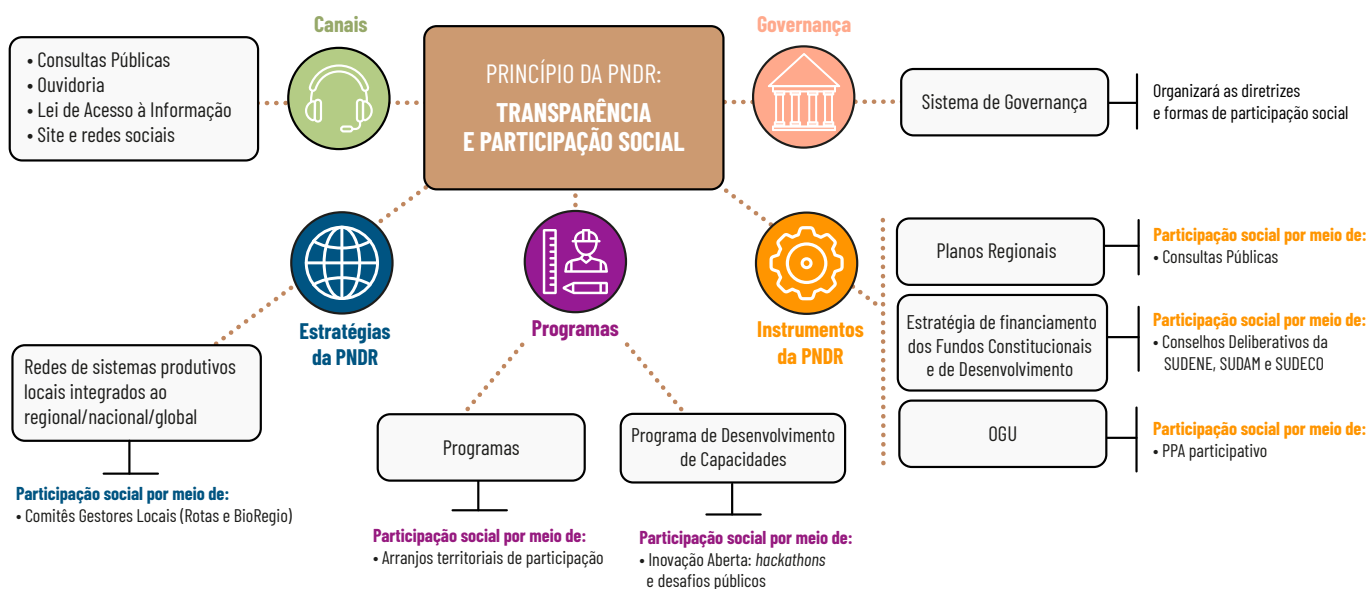 Canais
• Consultas Públicas
• Ouvidoria
• Lei de Acesso à Informação
• Site e redes sociais
PRINCÍPIO DA PNDR:
TRANSPARÊNCIA
E PARTICIPAÇÃO SOCIAL
Governança
Sistema de Governança
Organizará as diretrizes
e formas de participação social
Estratégias
da PNDR
Redes de sistemas produtivos
locais integrados ao
regional/nacional/global
Participação social por meio de:
• Comitês Gestores Locais (Rotas e BioRegio)
Programas
Programas
Participação social por meio de:
• Arranjos territoriais de participação
Programa de Desenvolvimento
de Capacidades
Participação social por meio de:
• Inovação Aberta: hackathons
e desafios públicos
Instrumentos
da PNDR
Planos Regionais
Participação social por meio de:
• Consultas Públicas
Estratégia de financiamento
dos Fundos Constitucionais
e de Desenvolvimento
Participação social por meio de:
• Conselhos Deliberativos da
SUDENE, SUDAM e SUDECO
OGU
Participação social por meio de:
• PPA participativo